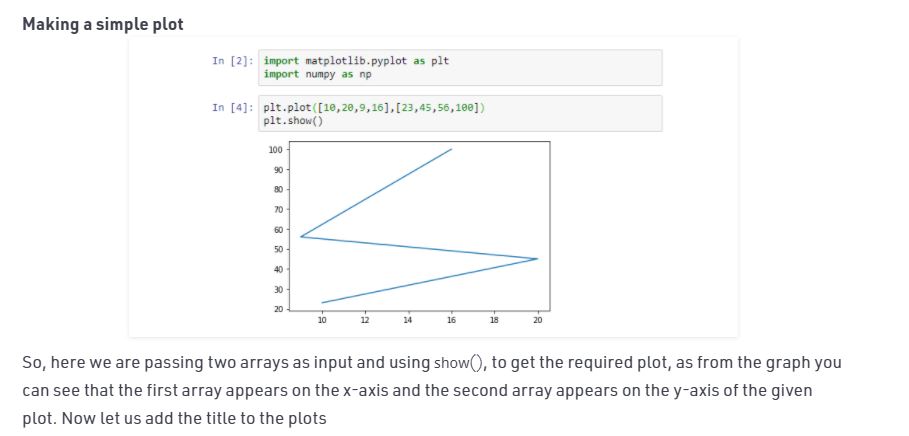 Making a simple plot
In [2]: import matplotlib.pyplot as plt
import numpy as np
In [4]: plt.plot([10,20,9,16],[23,45,56,100])
plt.show()
100
90
80
70
60
50
40
30
20
10 12 14 16 18 20
So, here we are passing two arrays as input and using show(), to get the required plot, as from the graph you
can see that the first array appears on the x-axis and the second array appears on the y-axis of the given
plot. Now let us add the title to the plots